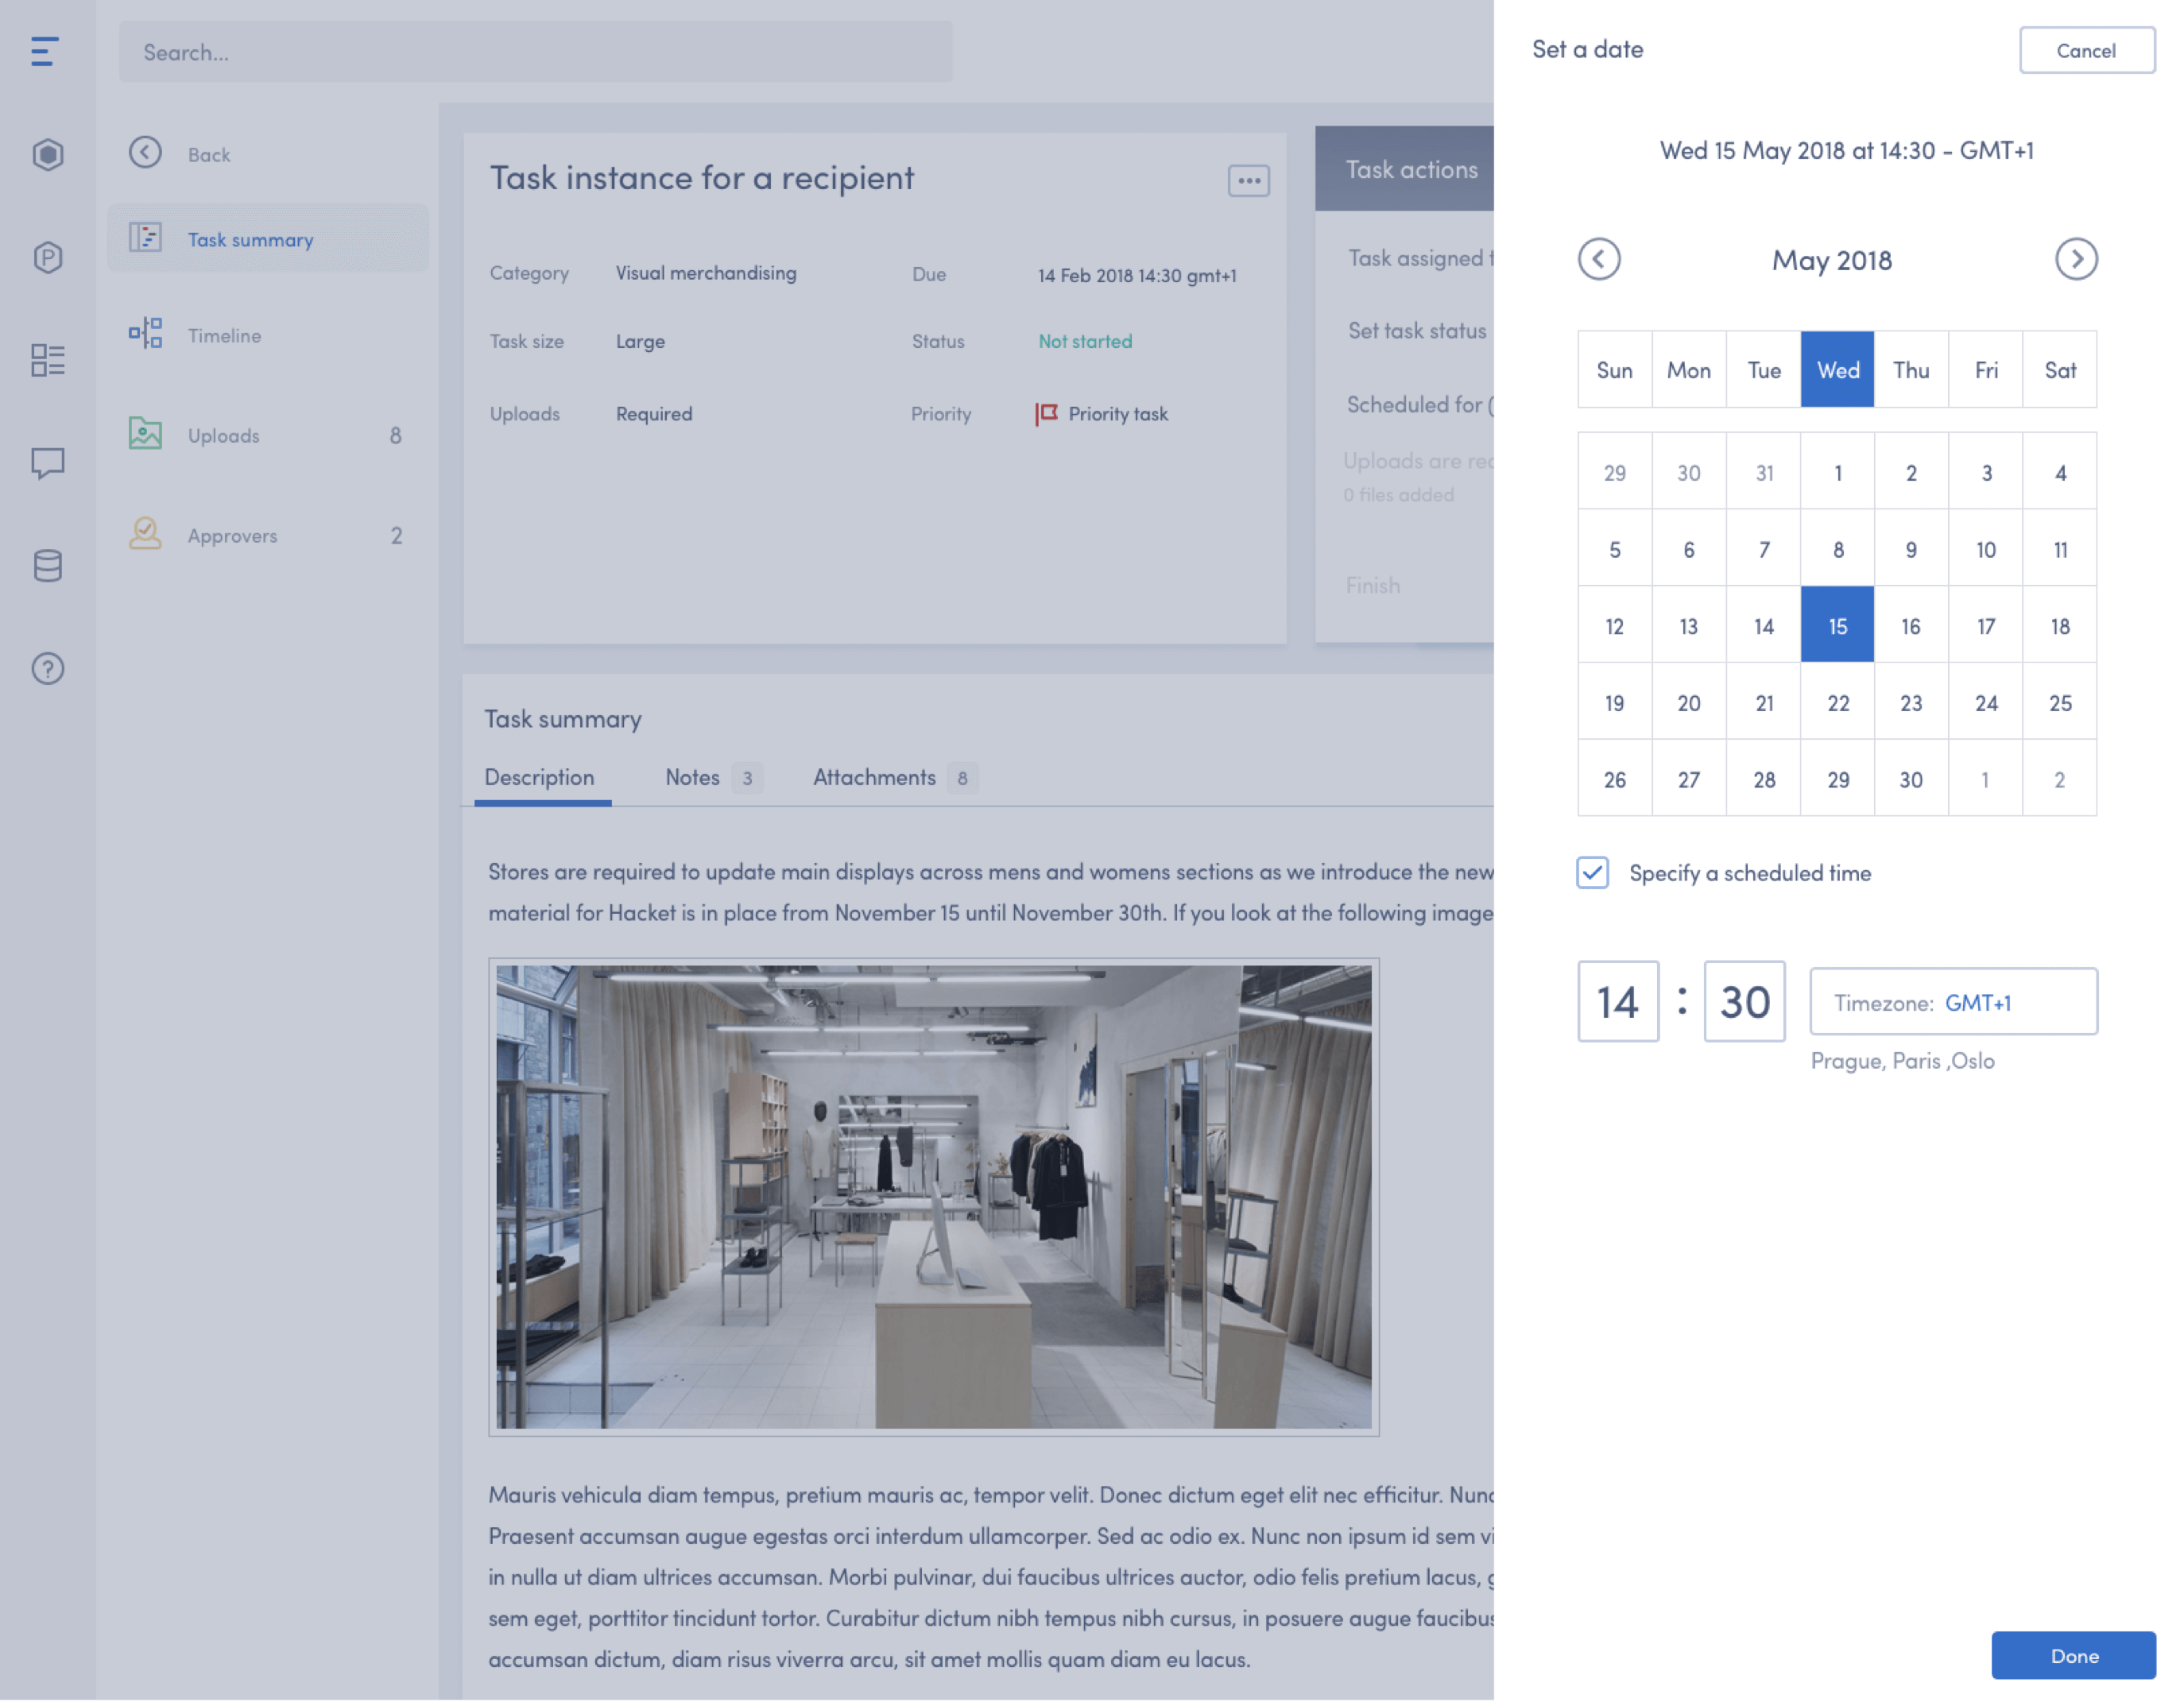 Search...
Back
Task summary
Timeline
Uploads 8
Approvers 2
Task instance for a recipient
Category Visual merchandising Due 14 Feb 2018 14:30 gmt+1
Task size Large Status Not started
Uploads Required Priority Priority task
Task actions
Task assigned
Set task status
Scheduled for (
Uploads are
0 files added
Finish
Task summary
Description Notes 3 Attachments 8
Stores are required to update main displays across mens and womens sections as we introduce the new
material for Hacket is in place from November 15 until November 30th. If you look at the following image
Mauris vehicula diam tempus, pretium mauris ac, tempor velit. Donec dictum eget elit nec efficitur. Nunc
Praesent accumsan augue egestas orci interdum ullamcorper. Sed ac odio ex. Nunc non ipsum id sem
in nulla ut diam ultrices accumsan. Morbi pulvinar, dui faucibus ultrices auctor, odio felis pretium lacus,
sem eget, porttitor tincidunt tortor. Curabitur dictum nibh tempus nibh cursus, in posuere augue faucibus
accumsan dictum, diam risus viverra arcu, sit amet mollis quam diam eu lacus.
Set a date
Cancel
Wed 15 May 2018 at 14:30 - GMT+1
May 2018
Sun Mon Tue Wed Thu Fri Sat
29 30 31 1 2 3 4
5 6 7 8 9 10 11
12 13 14 15 16 17 18
19 20 21 22 23 24 25
26 27 28 29 30 1 2
Specify a scheduled time
14 : 30 Timezone: GMT+1
Prague, Paris ,Oslo
Done